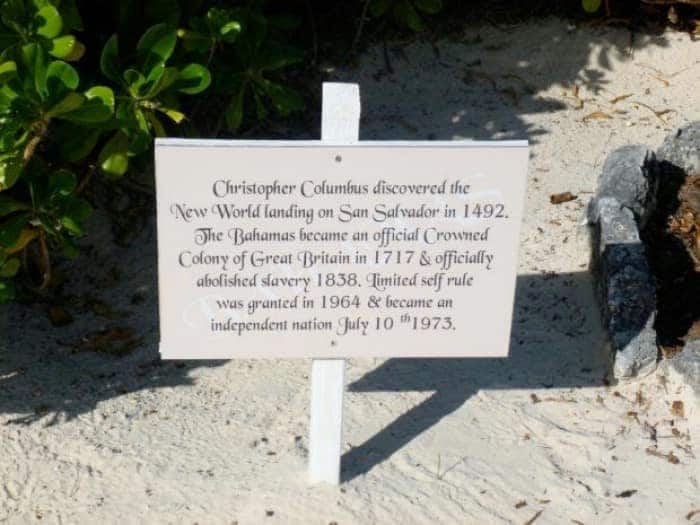 Christopher Columbus discovered the
New World landing on San Salvador in 1492.
The Bahamas became an official Crowned
Colony of Great Britain in 1717 & officially
abolished slavery 1838. Limited self rule
was granted in 1964 & became an
independent nation July 10 th 1973.